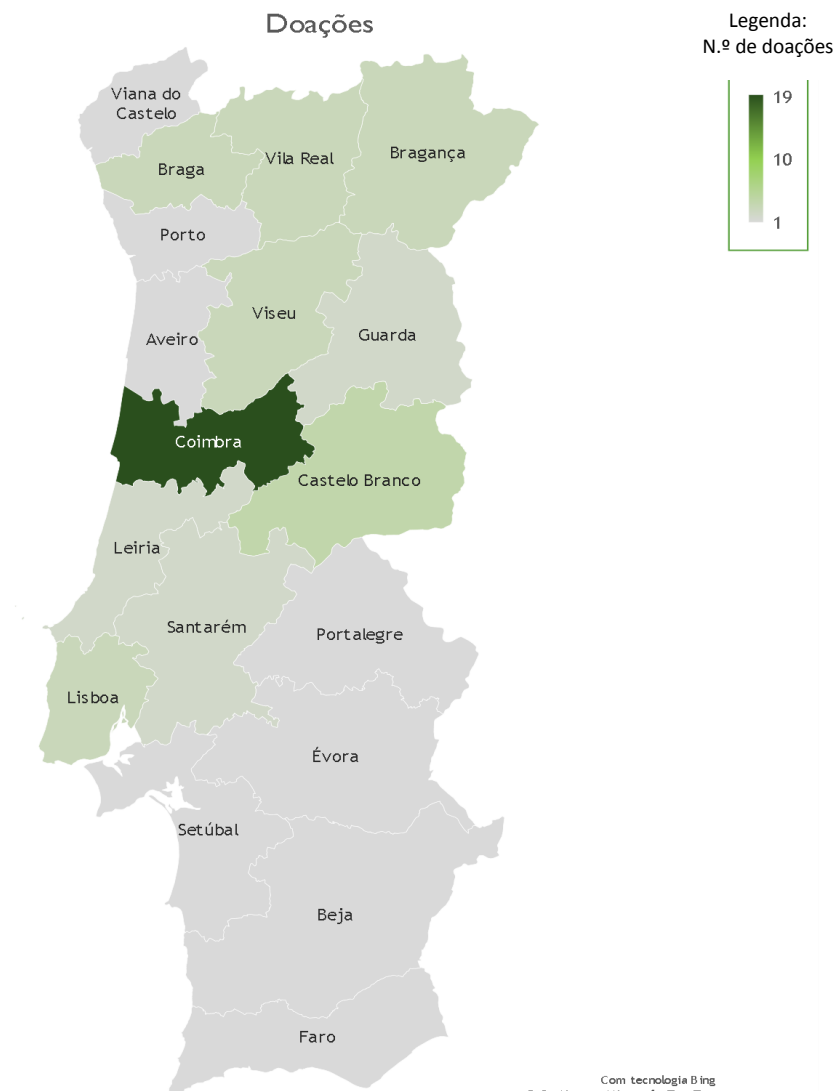 Doações
Legenda:
N.º de doações
19
10
1
Viana do
Castelo
Braga
Vila Real
Bragança
Porto
Aveiro
Viseu
Guarda
Coimbra
Castelo Branco
Leiria
Santarém
Portalegre
Lisboa
Évora
Setúbal
Beja
Faro
Com tecnologia Bing